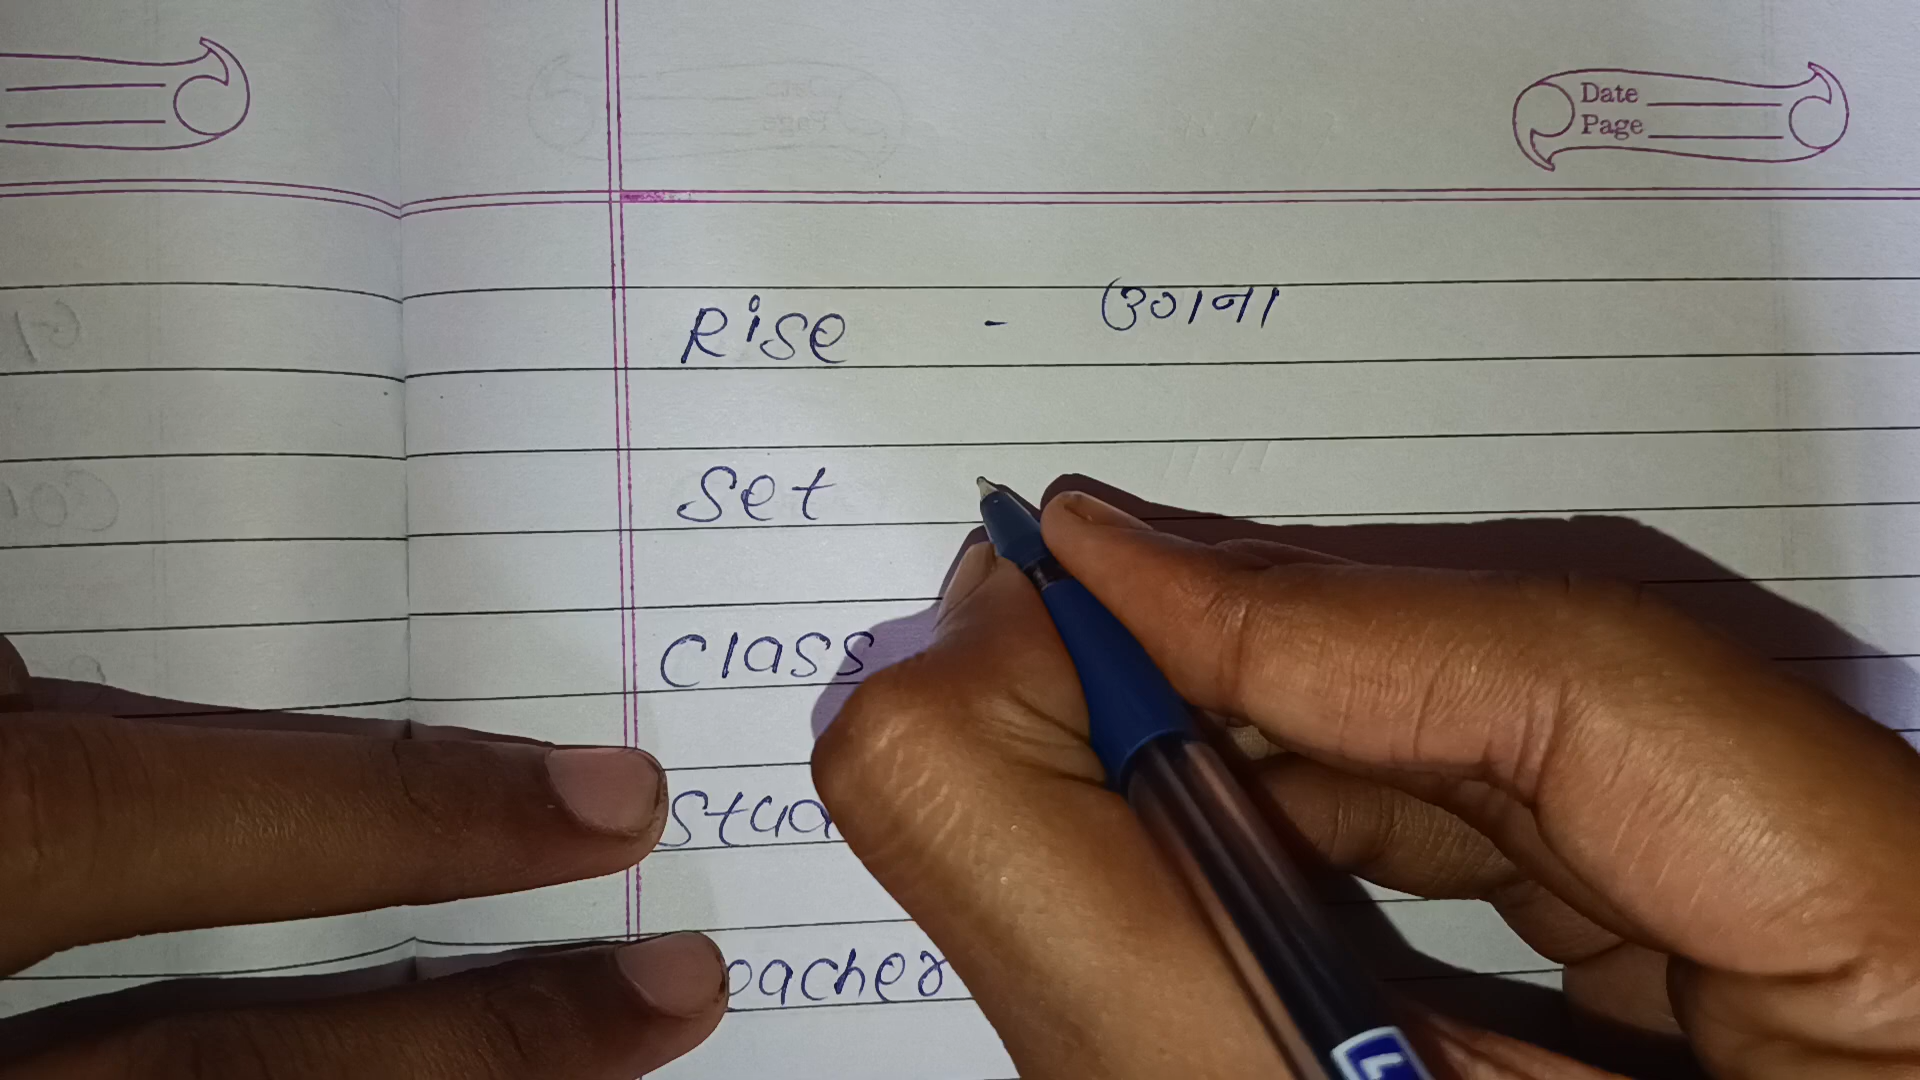 Date
Page
Rise - उगना
Set
Class